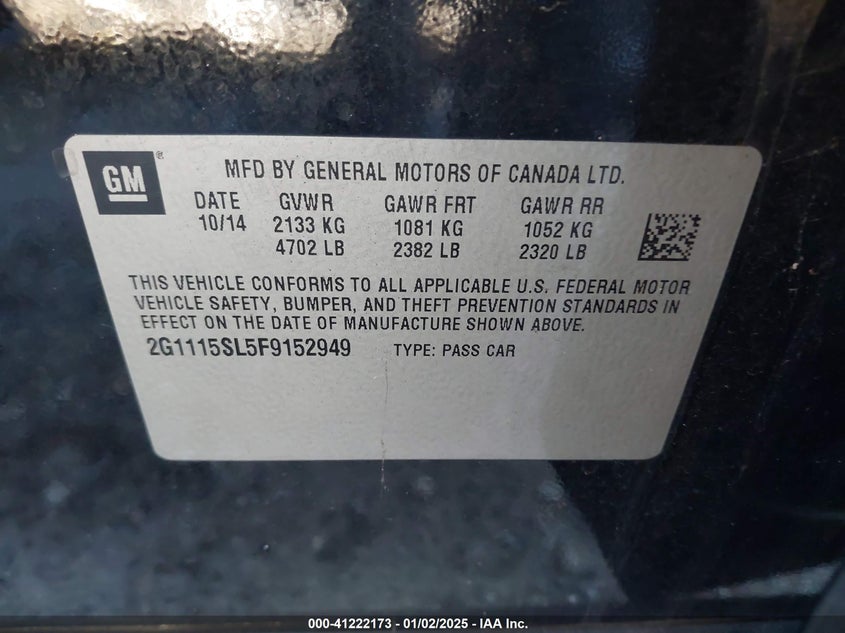 GM®
MFD BY GENERAL MOTORS OF CANADA LTD.
DATE GVWR GAWR FRT GAWR RR
10/14 2133 KG 1081 KG 1052 KG
4702 LB 2382 LB 2320 LB
THIS VEHICLE CONFORMS TO ALL APPLICABLE U.S. FEDERAL MOTOR
VEHICLE SAFETY, BUMPER, AND THEFT PREVENTION STANDARDS IN
EFFECT ON THE DATE OF MANUFACTURE SHOWN ABOVE.
2G1115SL5F9152949 TYPE: PASS CAR
000-41222173 - 01/02/2025 - IAA Inc.